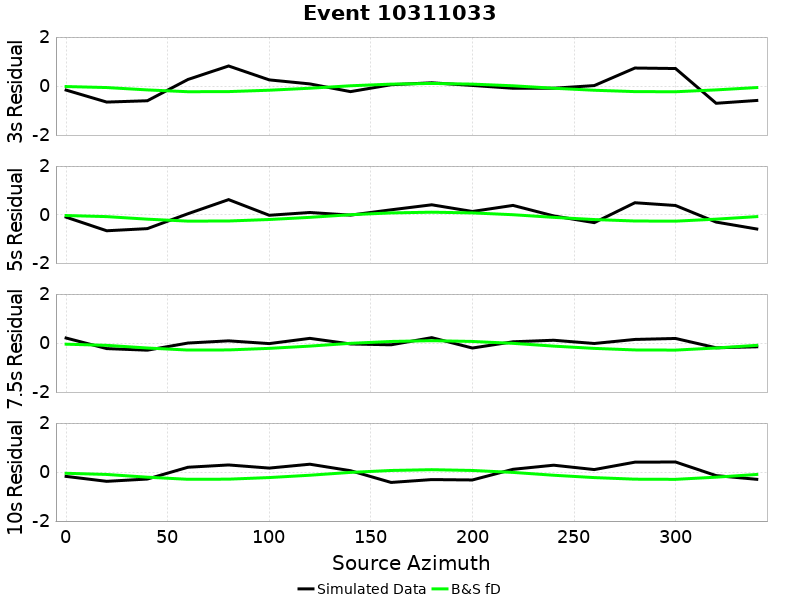 Event 10311033
3s Residual
2
0
-2
5s Residual
2
0
-2
7.5s Residual
2
0
-2
10s Residual
2
0
-2
0 50 100 150 200 250 300
Source Azimuth
Simulated Data B&S fD